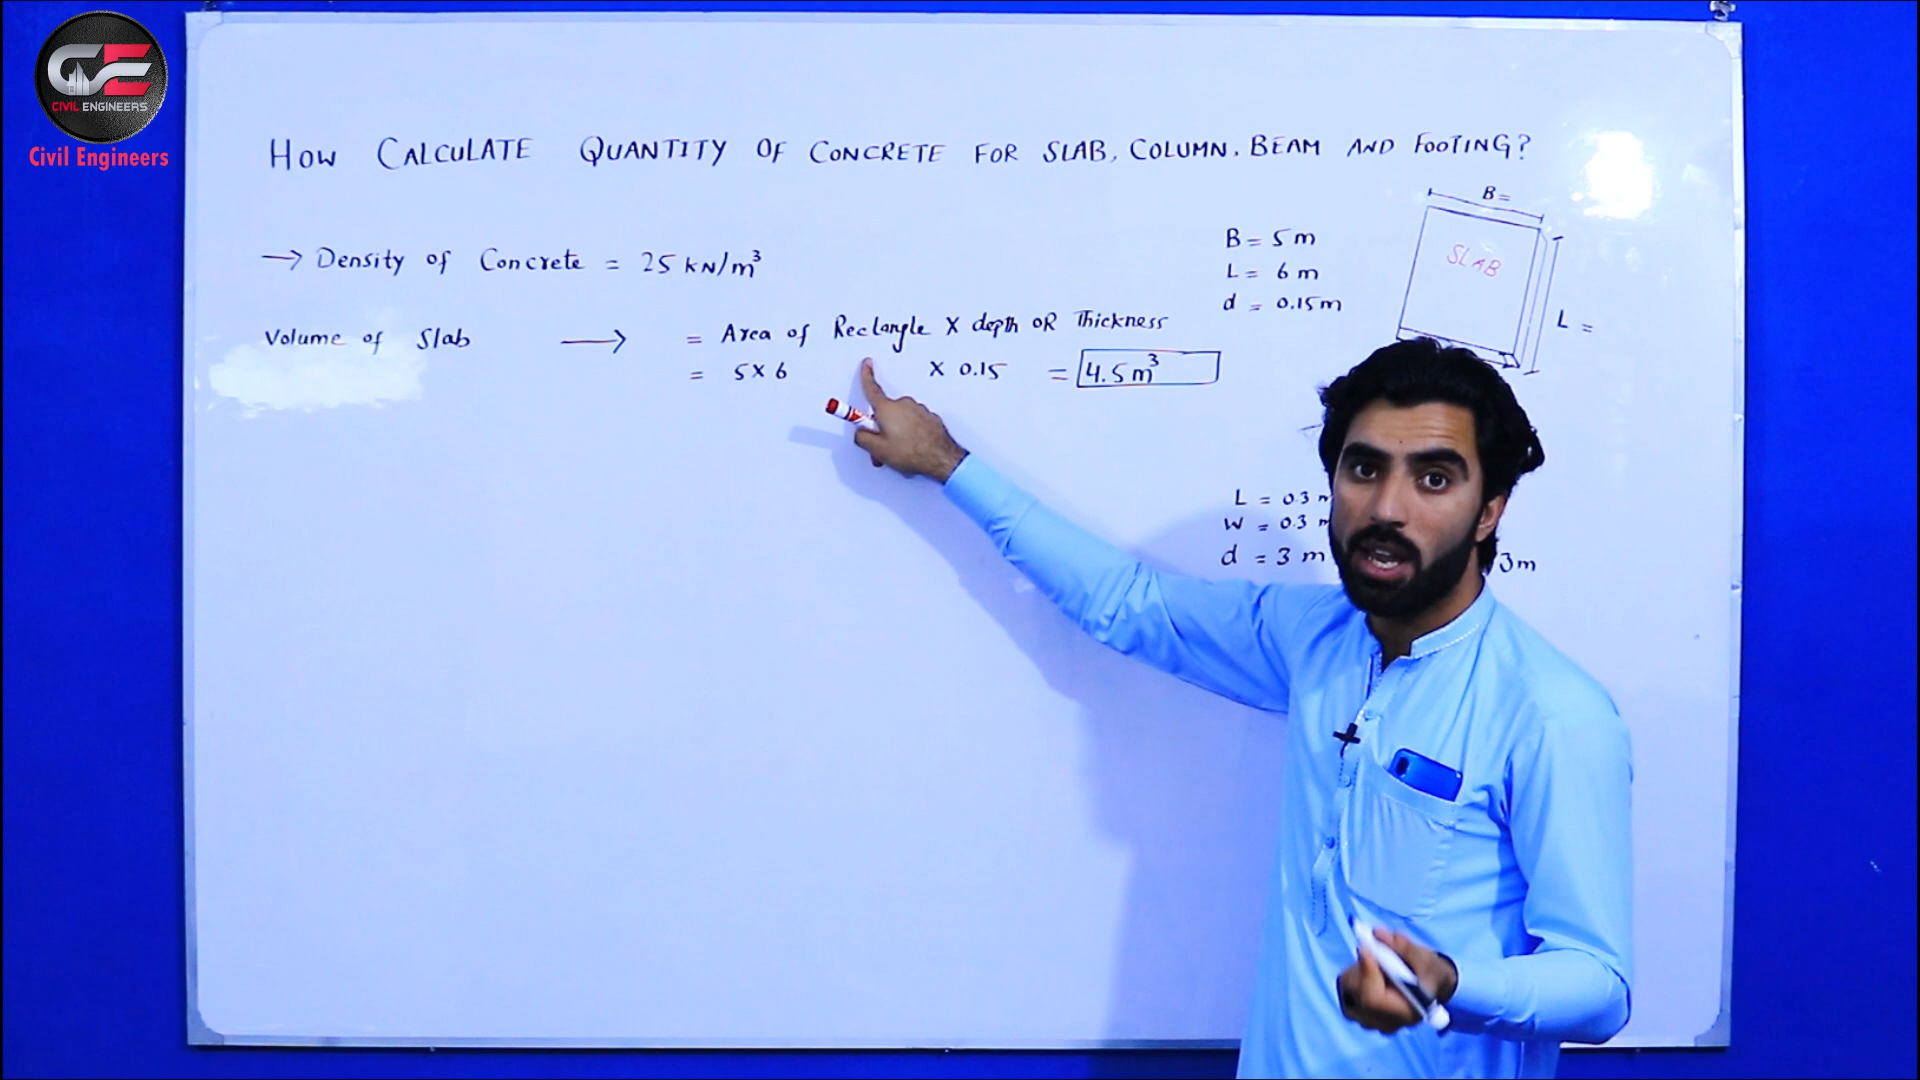 CE
CIVIL ENGINEERS
Civil Engineers
HOW CALCULATE QUANTITY OF CONCRETE FOR SLAB, COLUMN, BEAM AND FOOTING?
→ Density of Concrete = 25 kN/m³
Volume of Slab → = Area of Rectangle X depth OR Thickness
= 5 X 6 X 0.15 = 4.5 m³
B = 5 m
L = 6 m
d = 0.15 m
B =
SLAB
L =
L = 0.3 m
W = 0.3 m
d = 3 m
3m